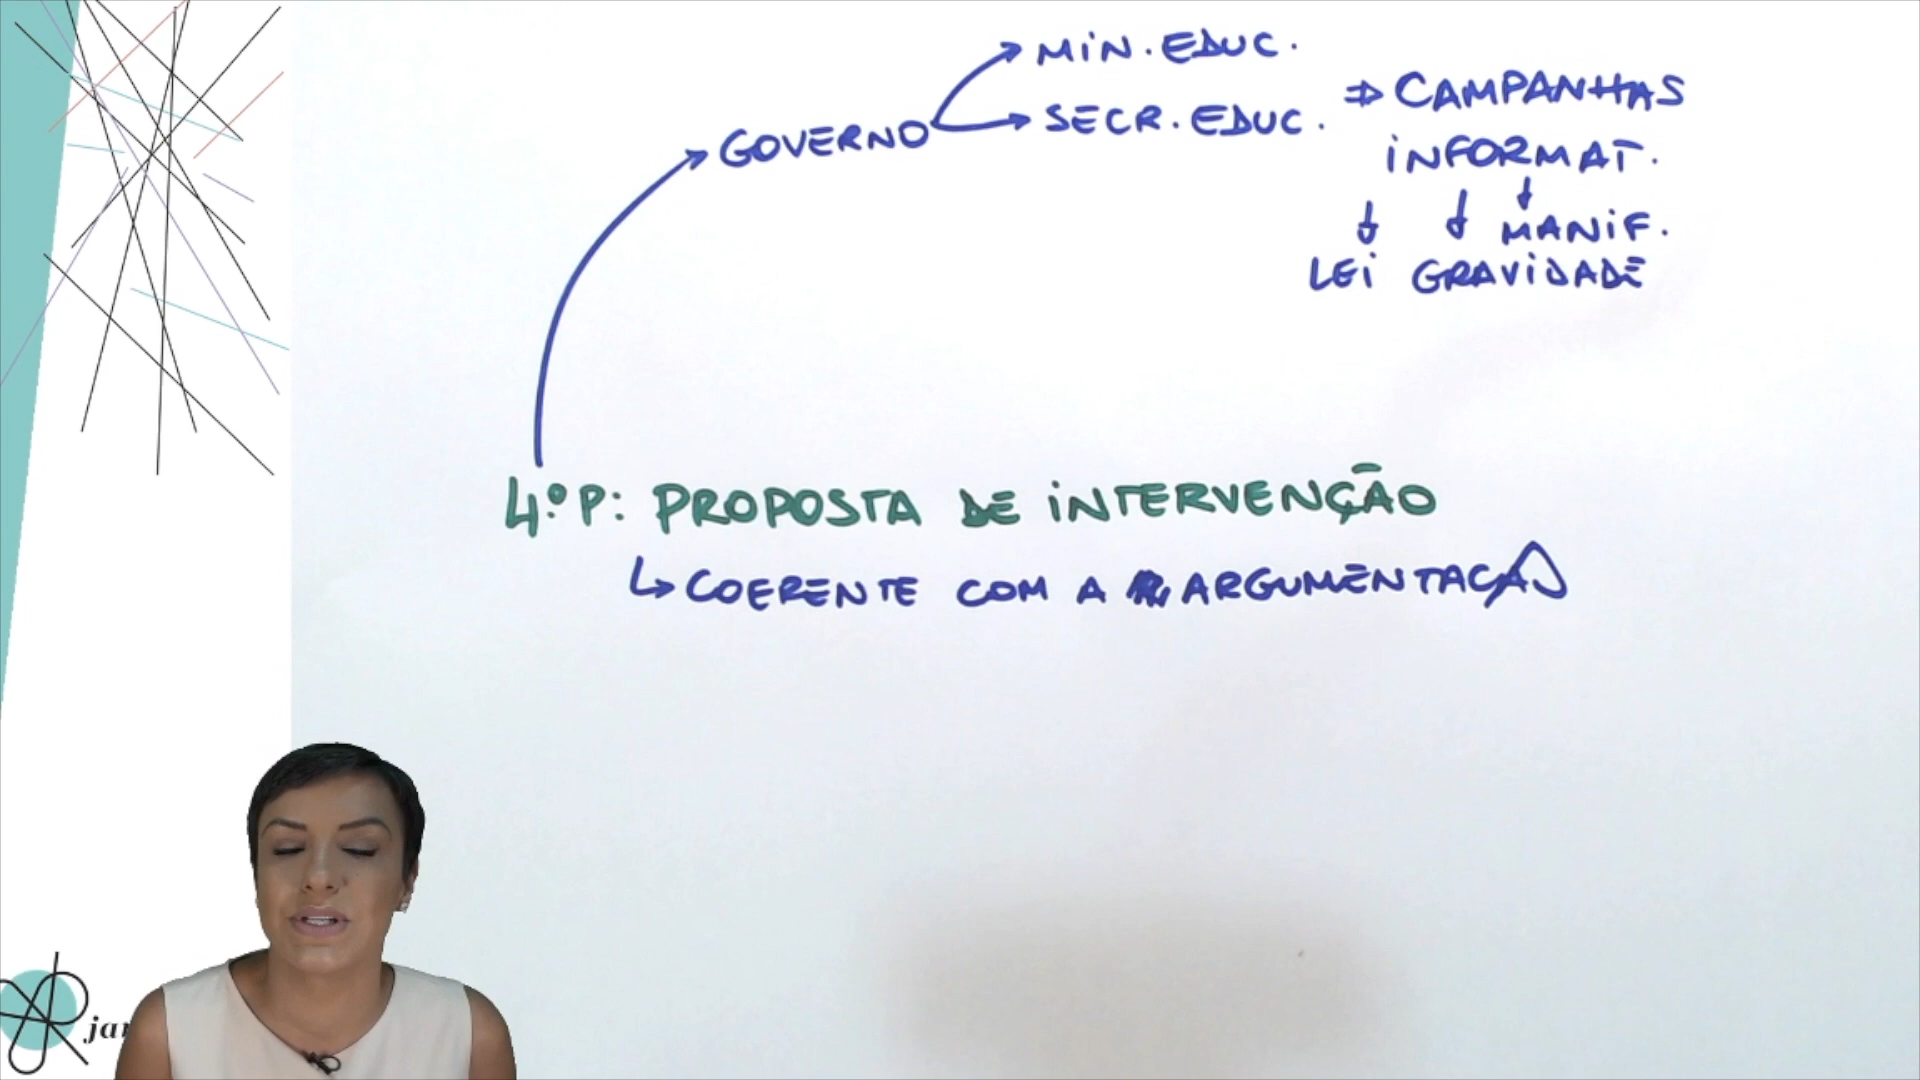 MIN. EDUC.
GOVERNO
SECR. EDUC.
⇒ CAMPANHAS
INFORMAT.
MANIF.
LEI GRAVIDADE
4º P: PROPOSTA DE INTERVENÇÃO
COERENTE COM A ARGUMENTAÇÃO